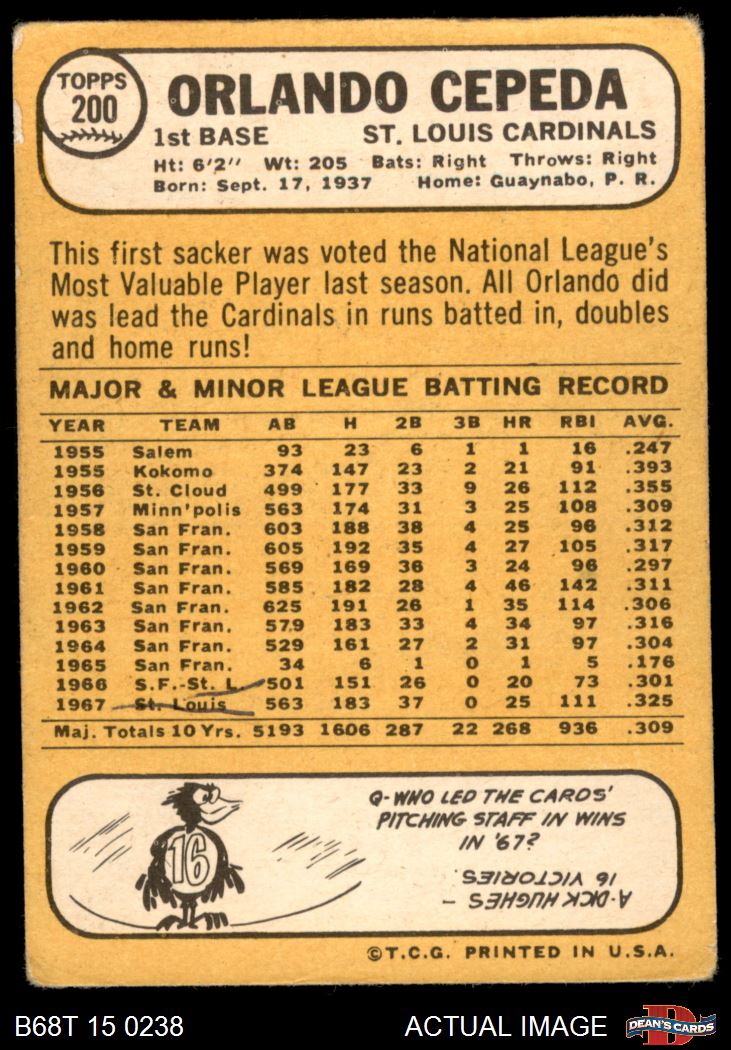 TOPPS
200
ORLANDO CEPEDA
1st BASE ST. LOUIS CARDINALS
Ht: 6'2" Wt: 205 Bats: Right Throws: Right
Born: Sept. 17, 1937 Home: Guaynabo, P. R.
This first sacker was voted the National League's
Most Valuable Player last season. All Orlando did
was lead the Cardinals in runs batted in, doubles
and home runs!
MAJOR & MINOR LEAGUE BATTING RECORD
YEAR TEAM AB H 2B 3B HR RBI AVG.
1955 Salem 93 23 6 1 1 16 .247
1955 Kokomo 374 147 23 2 21 91 .393
1956 St. Cloud 499 177 33 9 26 112 .355
1957 Minn'polis 563 174 31 3 25 108 .309
1958 San Fran. 603 188 38 4 25 96 .312
1959 San Fran. 605 192 35 4 27 105 .317
1960 San Fran. 569 169 36 3 24 96 .297
1961 San Fran. 585 182 28 4 46 142 .311
1962 San Fran. 625 191 26 1 35 114 .306
1963 San Fran. 579 183 33 4 34 97 .316
1964 San Fran. 529 161 27 2 31 97 .304
1965 San Fran. 34 6 1 0 1 5 .176
1966 S.F.-St. L. 501 151 26 0 20 73 .301
1967 St. Louis 563 183 37 0 25 111 .325
Maj. Totals 10 Yrs. 5193 1606 287 22 268 936 .309
16
Q-WHO LED THE CARDS'
PITCHING STAFF IN WINS
IN '67?
A-DICK HUGHES –
16 VICTORIES
©T.C.G. PRINTED IN U.S.A.
B68T 15 0238 ACTUAL IMAGE
D
DEAN'S CARDS